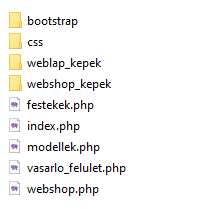 bootstrap
css
weblap_kepek
webshop_kepek
festekek.php
index.php
modellek.php
vasarlo_felulet.php
webshop.php